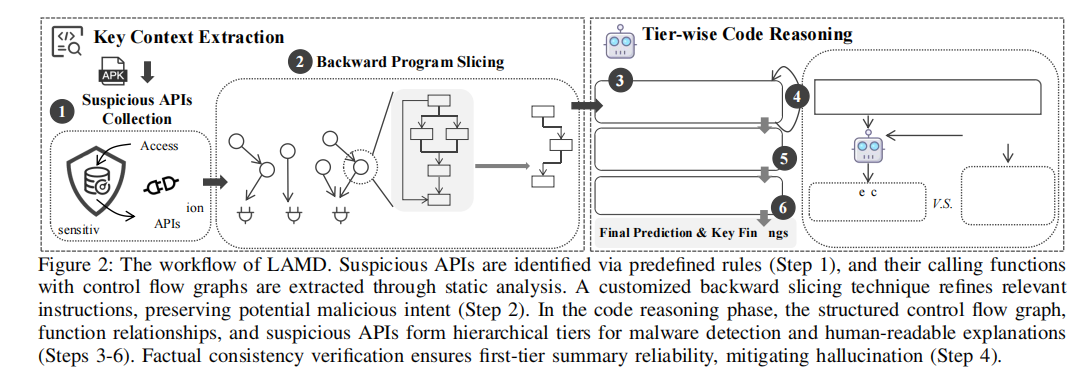 Key Context Extraction
APK
1
Suspicious APIs
Collection
Access
ion
APIs
sensitiv
2
Backward Program Slicing
Tier-wise Code Reasoning
3
4
5
6
Final Prediction & Key Fin ngs
e c
V.S.
Figure 2: The workflow of LAMD. Suspicious APIs are identified via predefined rules (Step 1), and their calling functions
with control flow graphs are extracted through static analysis. A customized backward slicing technique refines relevant
instructions, preserving potential malicious intent (Step 2). In the code reasoning phase, the structured control flow graph,
function relationships, and suspicious APIs form hierarchical tiers for malware detection and human-readable explanations
(Steps 3-6). Factual consistency verification ensures first-tier summary reliability, mitigating hallucination (Step 4).